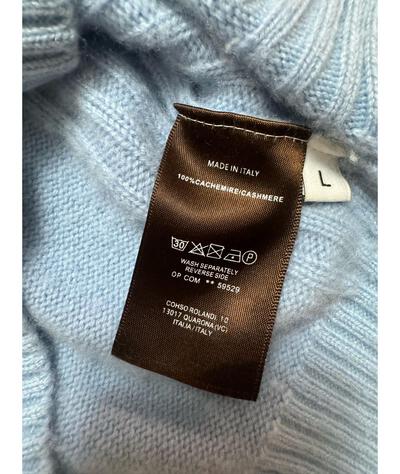 MADE IN ITALY
100%CACHEMIRE/CASHMERE
L
30 P
WASH SEPARATELY
REVERSE SIDE
OP COM ** 59529
COHSO ROLANDI, 10
13017 QUARONA(VC)
ITALIA / ITALY